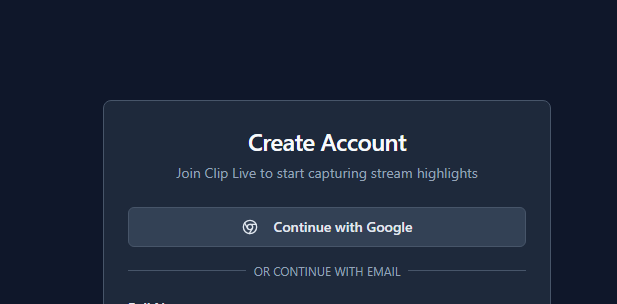 Create Account
Join Clip Live to start capturing stream highlights
Continue with Google
OR CONTINUE WITH EMAIL